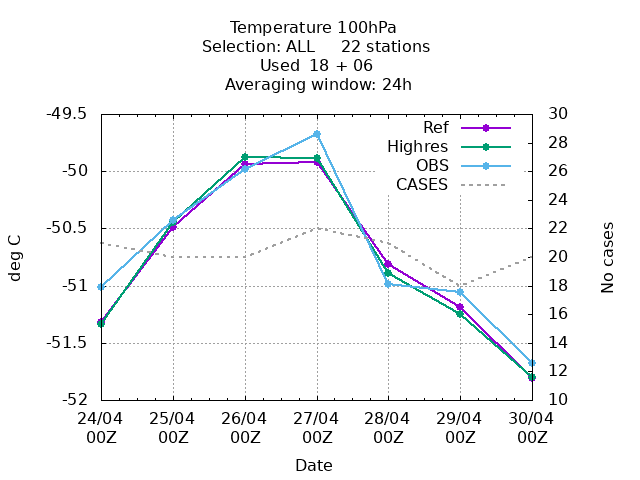 Temperature 100hPa
Selection: ALL     22 stations
Used  18 + 06
Averaging window: 24h
-49.5
-50
-50.5
-51
-51.5
-52
deg C
30
28
26
24
22
20
18
16
14
12
10
No cases
Ref
Highres
OBS
CASES
24/04 25/04 26/04 27/04 28/04 29/04 30/04
00Z 00Z 00Z 00Z 00Z 00Z 00Z
Date